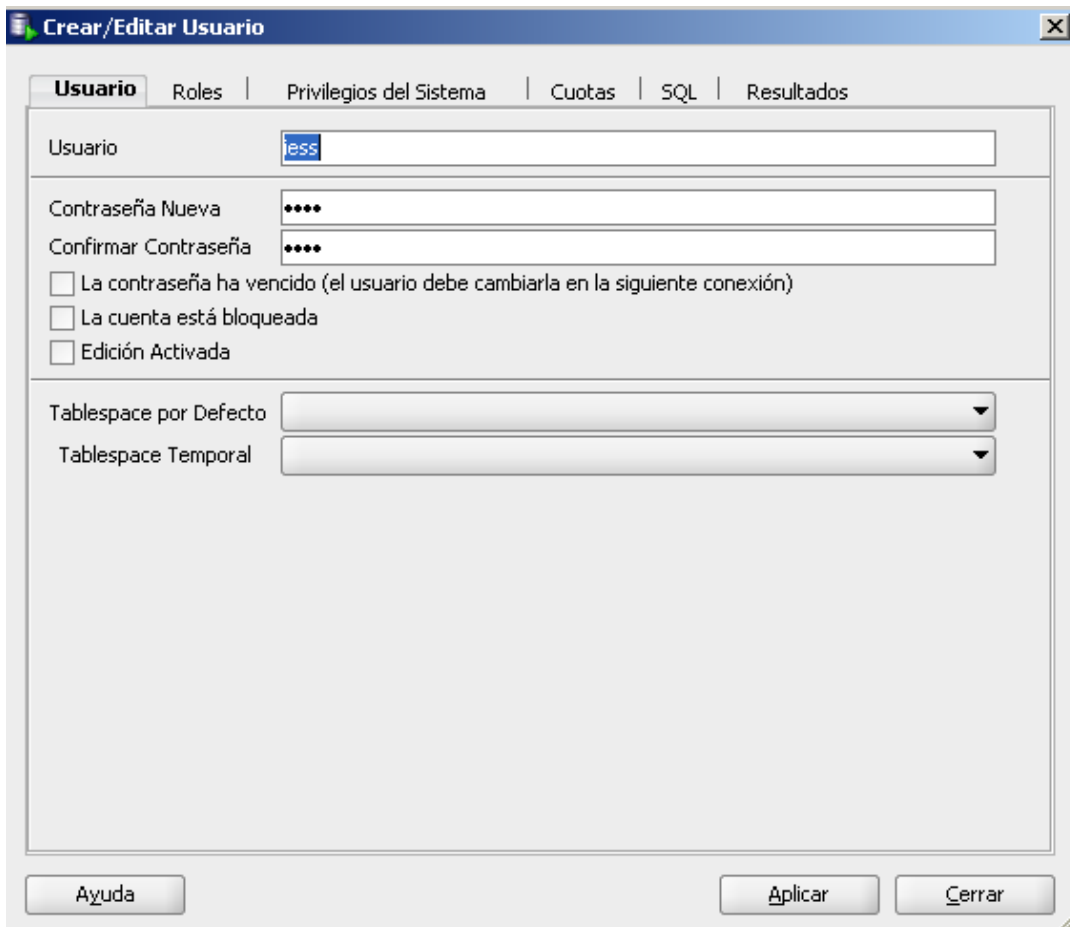 Crear/Editar Usuario
Usuario Roles Privilegios del Sistema Cuotas SQL Resultados
Usuario iess
Contraseña Nueva ••••
Confirmar Contraseña ••••
La contraseña ha vencido (el usuario debe cambiarla en la siguiente conexión)
La cuenta está bloqueada
Edición Activada
Tablespace por Defecto
Tablespace Temporal
Ayuda Aplicar Cerrar